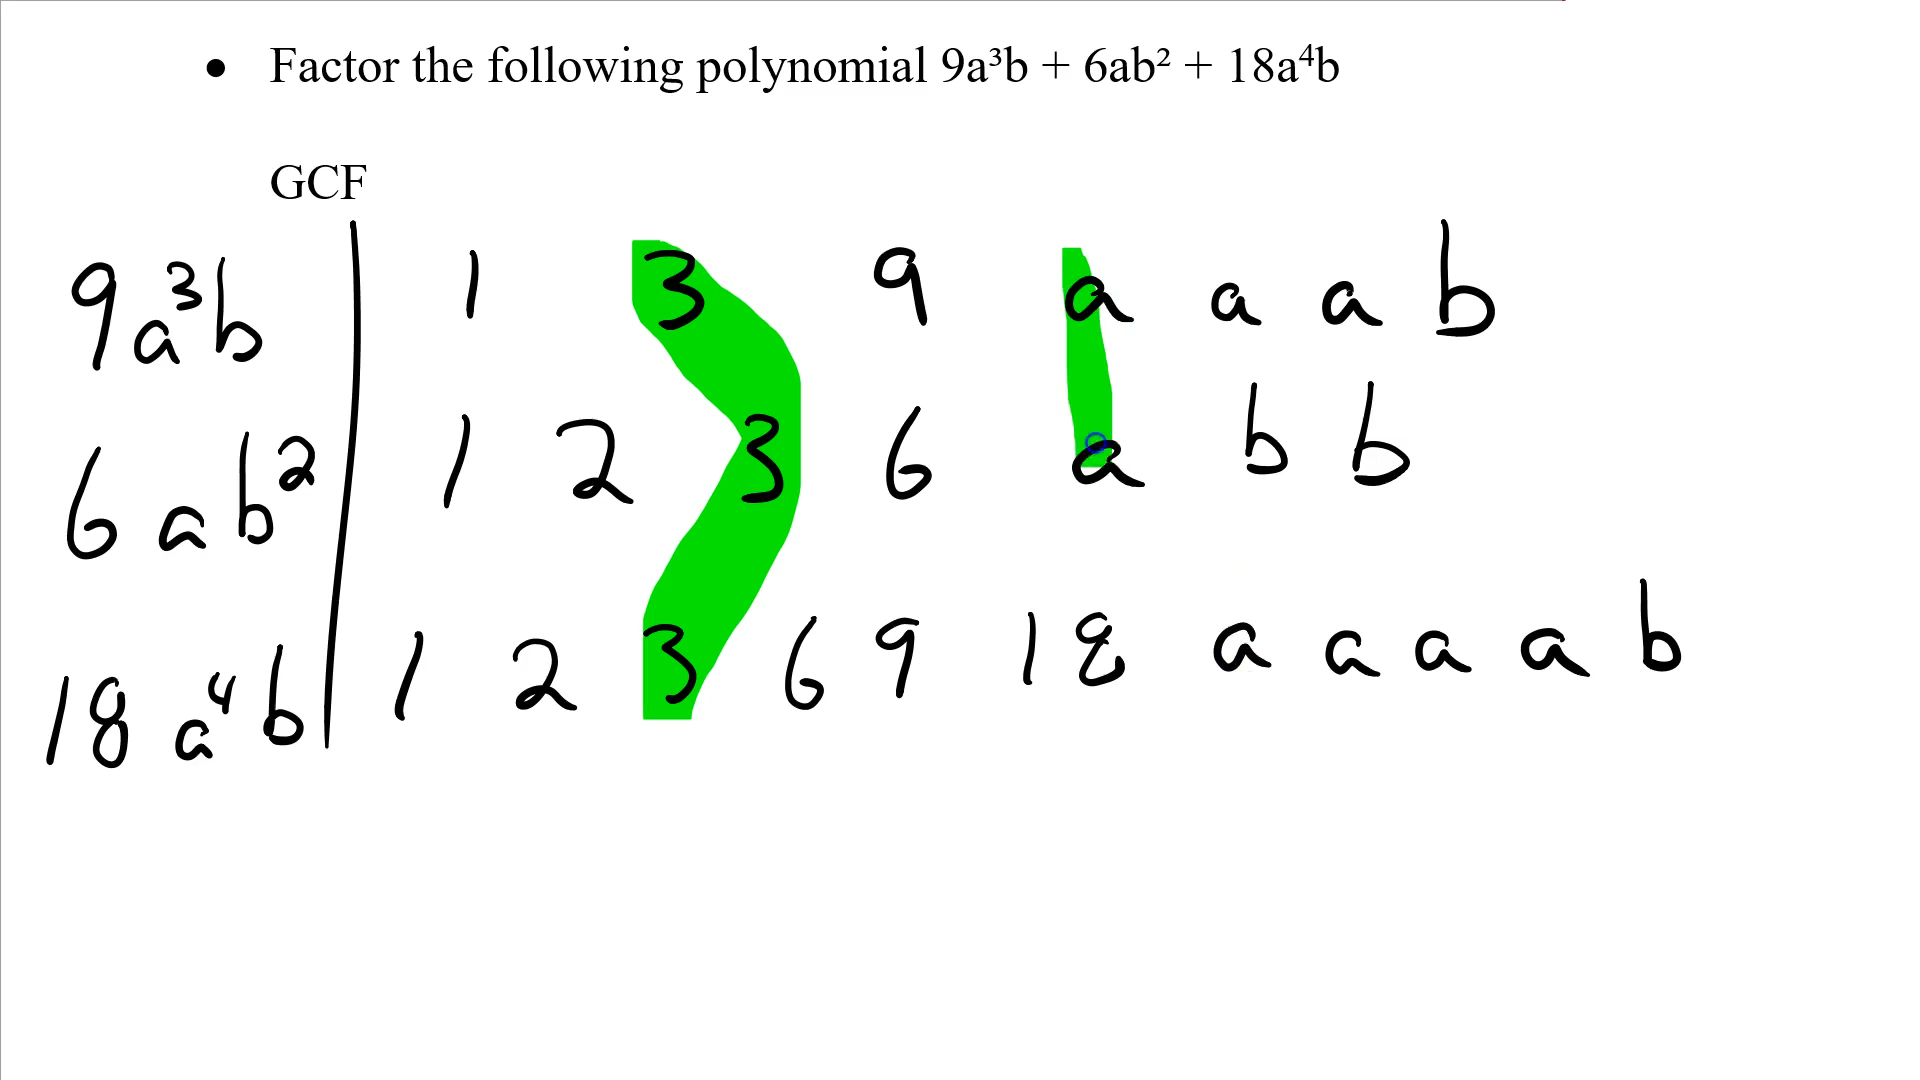 • Factor the following polynomial 9a³b + 6ab² + 18a⁴b
GCF
9a³b 1 3 9 a a a b
6ab² 1 2 3 6 a b b
18a⁴b 1 2 3 6 9 18 a a a a b